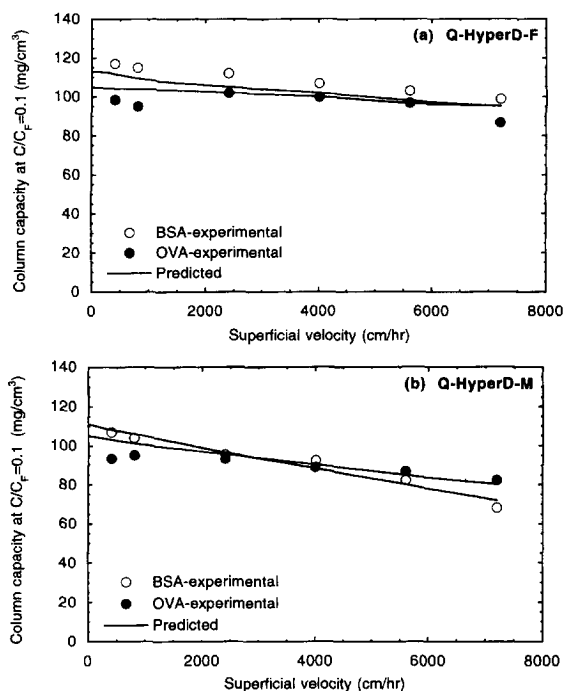 (a) Q-HyperD-F
Column capacity at C/C_F=0.1 (mg/cm³)
140
120
100
80
60
40
20
0
BSA-experimental
OVA-experimental
Predicted
0 2000 4000 6000 8000
Superficial velocity (cm/hr)
(b) Q-HyperD-M
Column capacity at C/C_F=0.1 (mg/cm³)
140
120
100
80
60
40
20
0
BSA-experimental
OVA-experimental
Predicted
0 2000 4000 6000 8000
Superficial velocity (cm/hr)